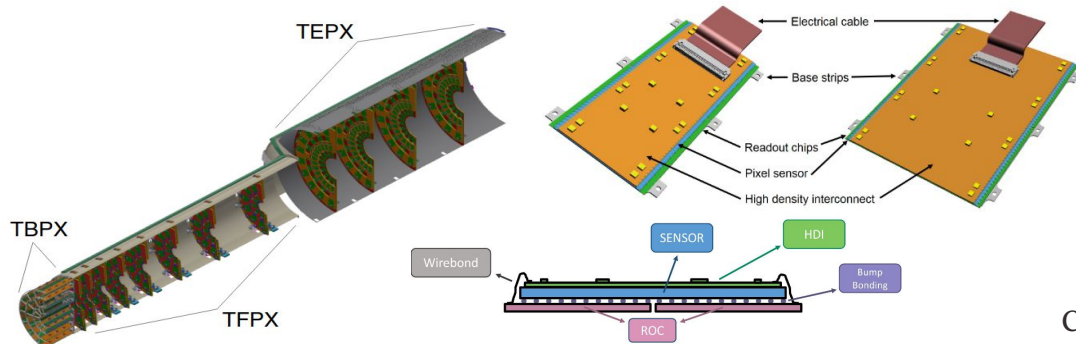 TEPX
TBPX
TFPX
Electrical cable
Base strips
Readout chips
Pixel sensor
High density interconnect
SENSOR
HDI
Wirebond
Bump
Bonding
ROC